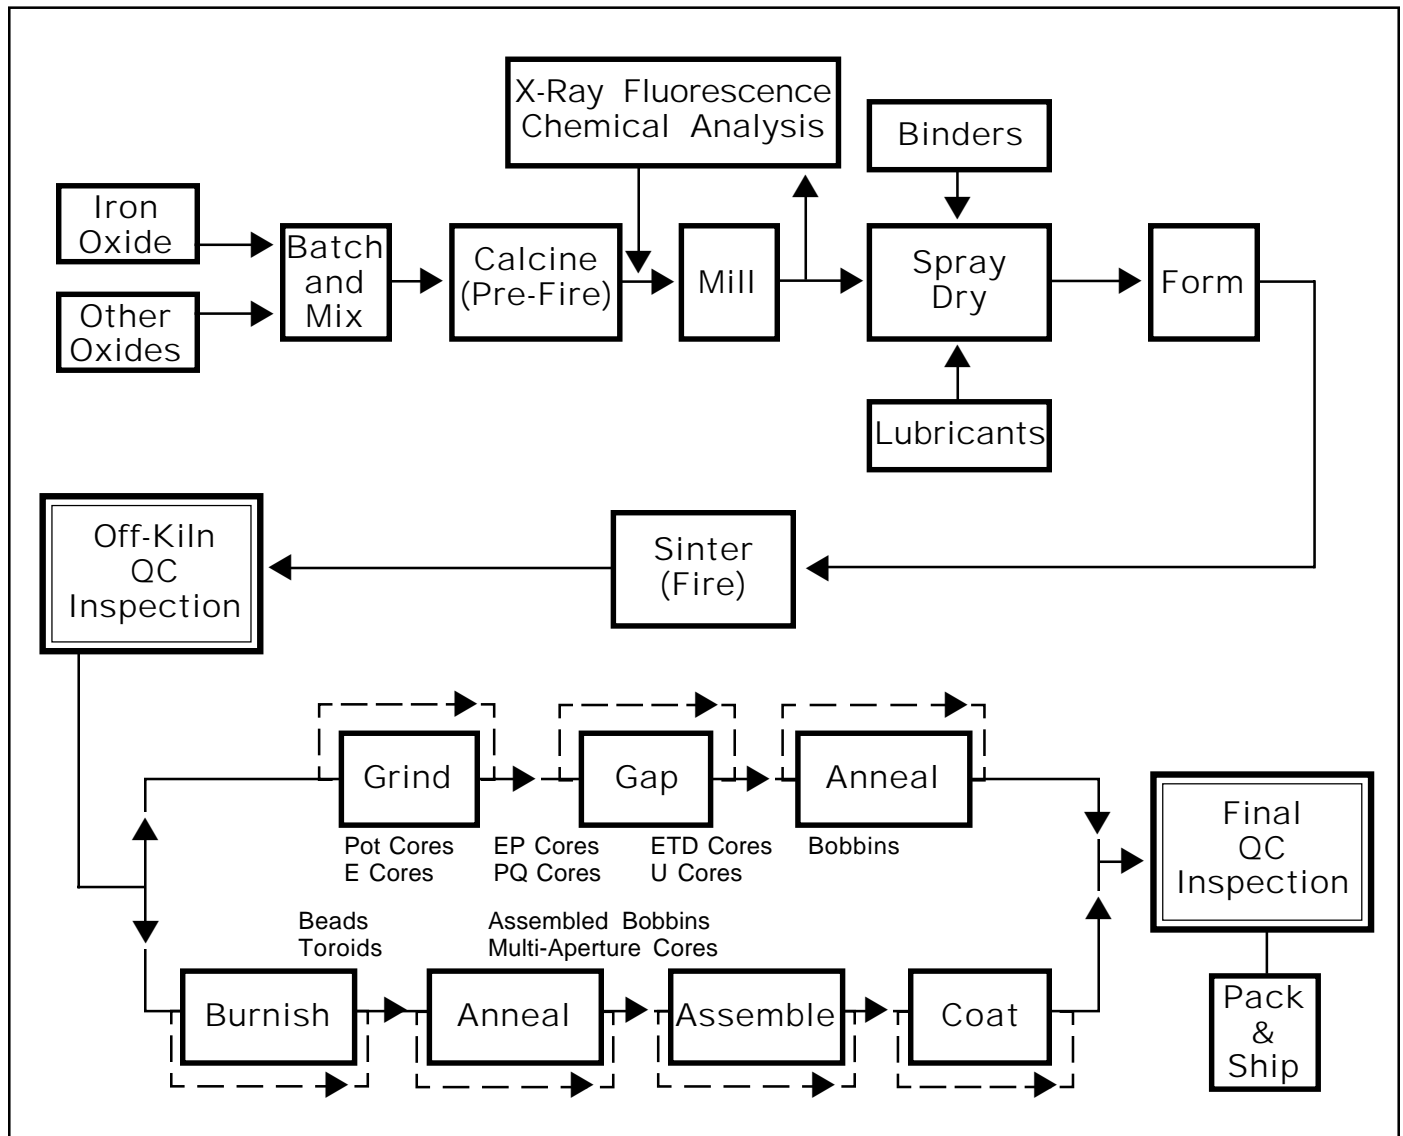 X-Ray Fluorescence
Chemical Analysis
Binders
Iron
Oxide
Other
Oxides
Batch
and
Mix
Calcine
(Pre-Fire)
Mill
Spray
Dry
Form
Lubricants
Off-Kiln
QC
Inspection
Sinter
(Fire)
Grind
Gap
Anneal
Pot Cores
E Cores
EP Cores
PQ Cores
ETD Cores
U Cores
Bobbins
Final
QC
Inspection
Beads
Toroids
Assembled Bobbins
Multi-Aperture Cores
Burnish
Anneal
Assemble
Coat
Pack
&
Ship